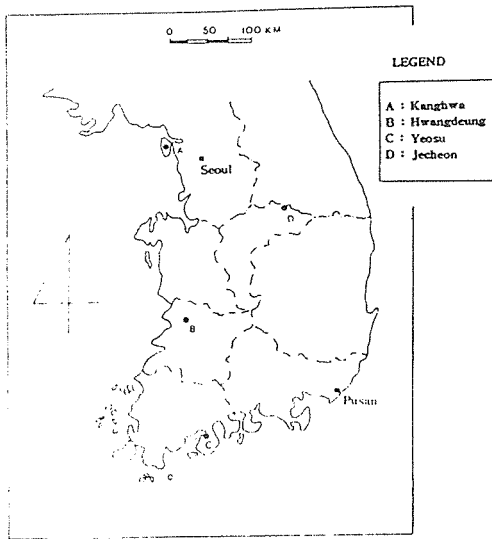 0 50 100 KM
LEGEND
A : Kanghwa
B : Hwangdeung
C : Yeosu
D : Jecheon
A
Seoul
D
B
Pusan
C